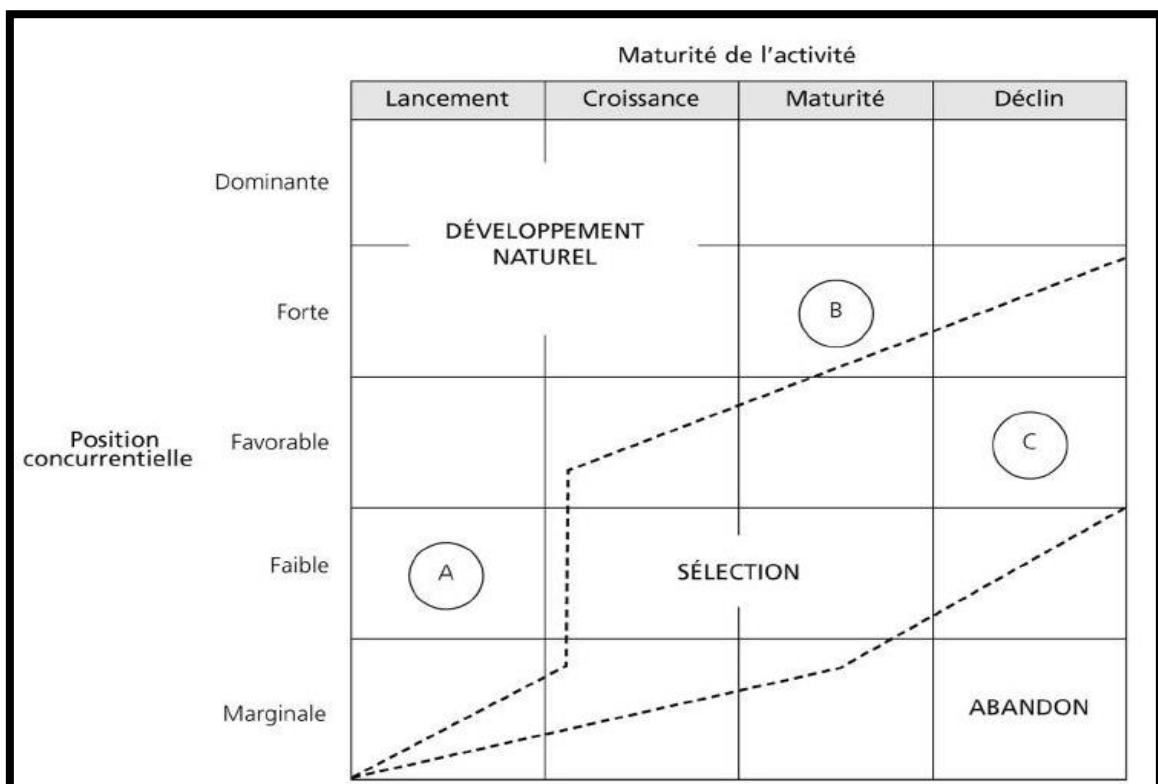 Maturité de l'activité
Lancement Croissance Maturité Déclin
Dominante
DÉVELOPPEMENT
NATUREL
Forte
B
Position
concurrentielle
Favorable
C
Faible
A
SÉLECTION
Marginale
ABANDON